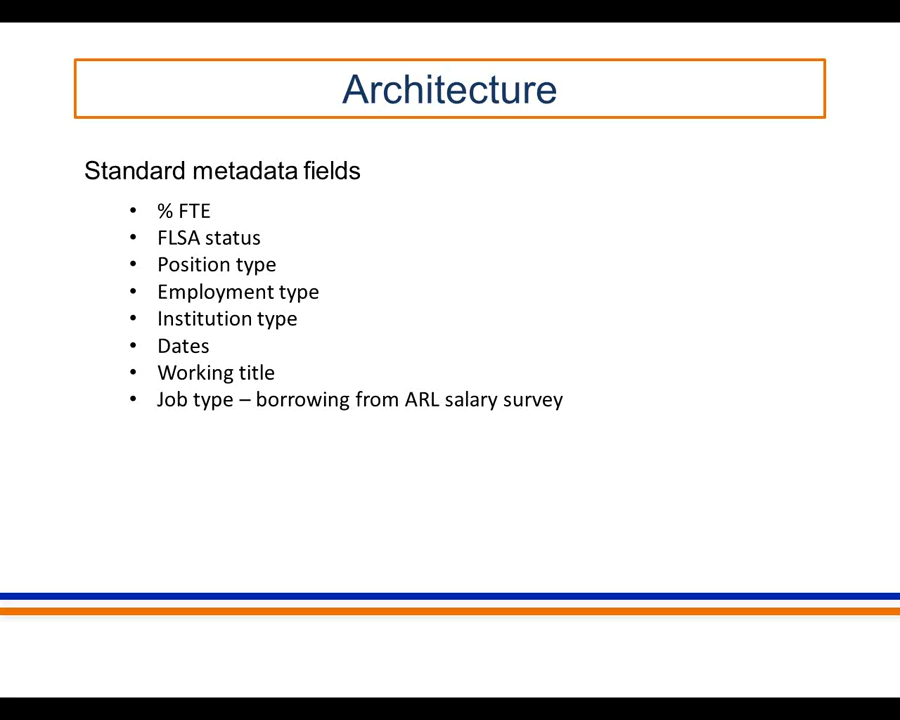 Architecture
Standard metadata fields
• % FTE
• FLSA status
• Position type
• Employment type
• Institution type
• Dates
• Working title
• Job type – borrowing from ARL salary survey